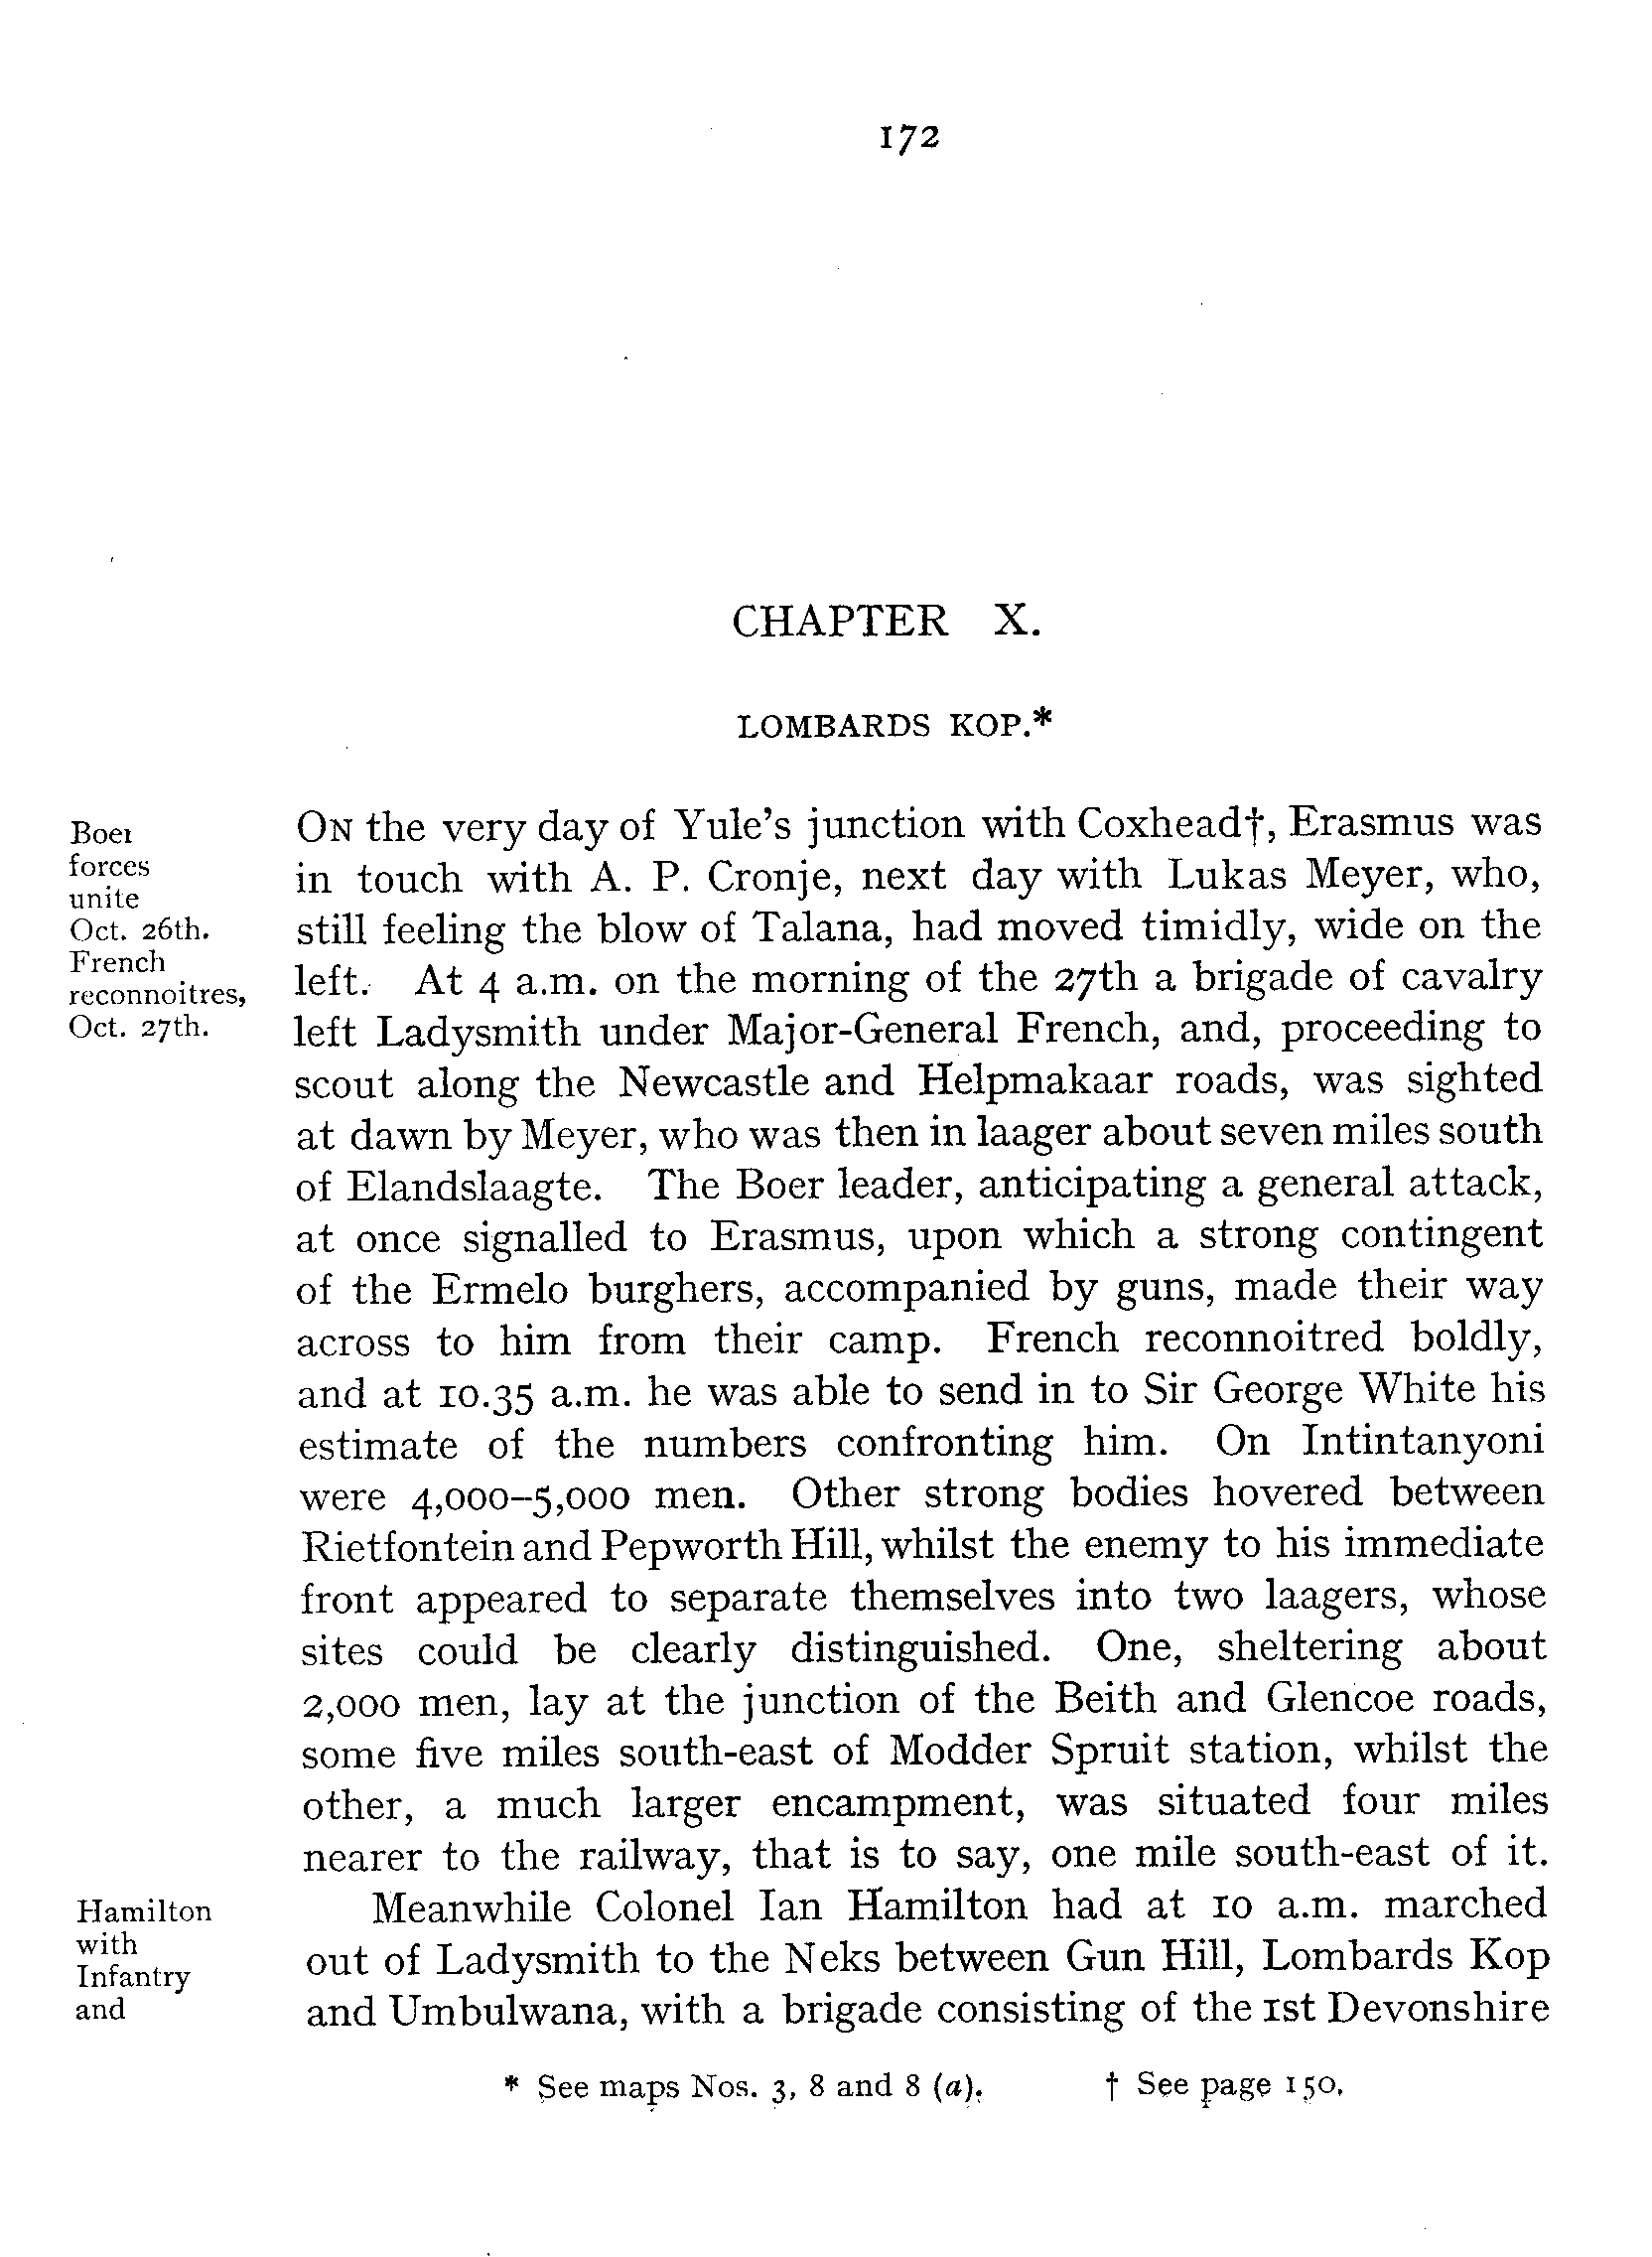 172
CHAPTER X.
LOMBARDS KOP.*
Boer
forces
unite
Oct. 26th.
French
reconnoitres,
Oct. 27th.
ON the very day of Yule's junction with Coxhead†, Erasmus was
in touch with A. P. Cronje, next day with Lukas Meyer, who,
still feeling the blow of Talana, had moved timidly, wide on the
left. At 4 a.m. on the morning of the 27th a brigade of cavalry
left Ladysmith under Major-General French, and, proceeding to
scout along the Newcastle and Helpmakaar roads, was sighted
at dawn by Meyer, who was then in laager about seven miles south
of Elandslaagte. The Boer leader, anticipating a general attack,
at once signalled to Erasmus, upon which a strong contingent
of the Ermelo burghers, accompanied by guns, made their way
across to him from their camp. French reconnoitred boldly,
and at 10.35 a.m. he was able to send in to Sir George White his
estimate of the numbers confronting him. On Intintanyoni
were 4,000–5,000 men. Other strong bodies hovered between
Rietfontein and Pepworth Hill, whilst the enemy to his immediate
front appeared to separate themselves into two laagers, whose
sites could be clearly distinguished. One, sheltering about
2,000 men, lay at the junction of the Beith and Glencoe roads,
some five miles south-east of Modder Spruit station, whilst the
other, a much larger encampment, was situated four miles
nearer to the railway, that is to say, one mile south-east of it.
Hamilton
with
Infantry
and
Meanwhile Colonel Ian Hamilton had at 10 a.m. marched
out of Ladysmith to the Neks between Gun Hill, Lombards Kop
and Umbulwana, with a brigade consisting of the 1st Devonshire
* See maps Nos. 3, 8 and 8 (a). † See page 150.